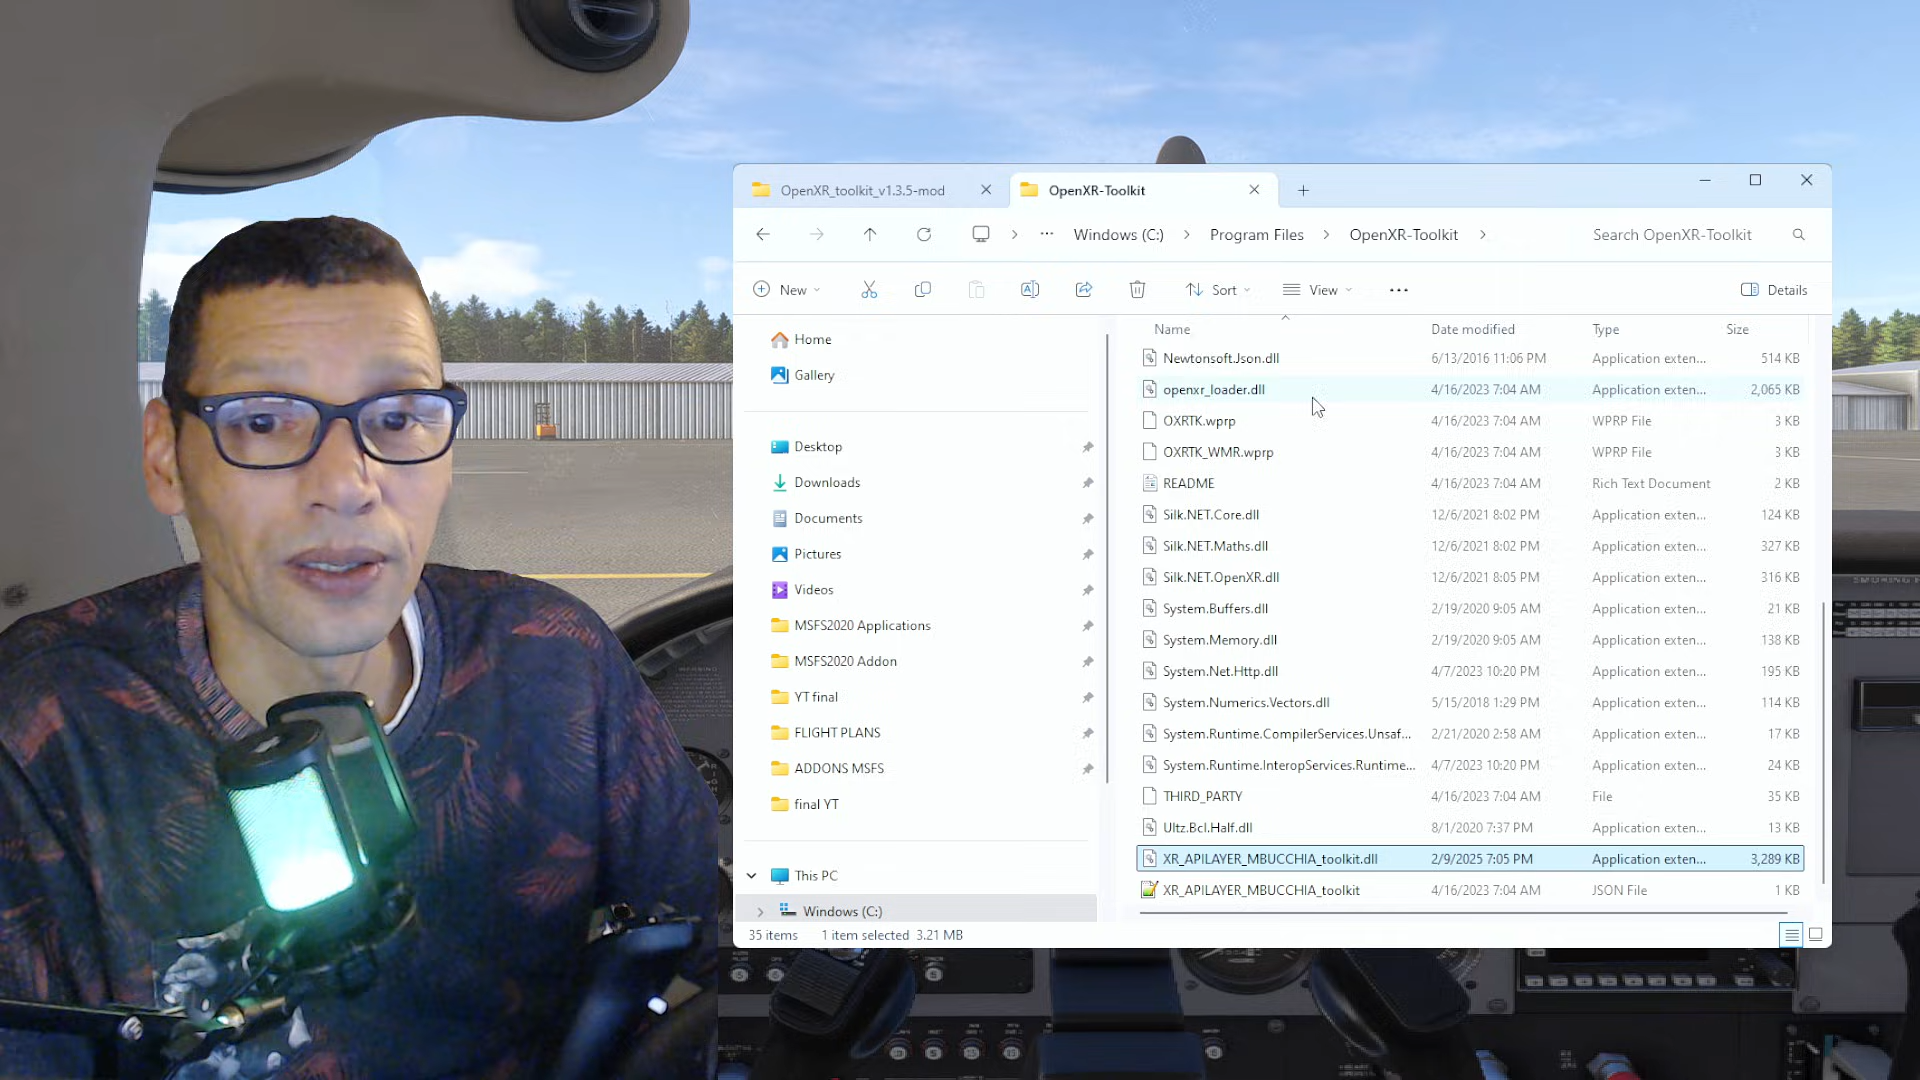 OpenXR_toolkit_v1.3.5-mod
OpenXR-Toolkit
Windows (C:) Program Files OpenXR-Toolkit Search OpenXR-Toolkit
New Sort View Details
Name Date modified Type Size
Home
Gallery
Desktop
Downloads
Documents
Pictures
Videos
MSFS2020 Applications
MSFS2020 Addon
YT final
FLIGHT PLANS
ADDONS MSFS
final YT
This PC
Windows (C:)
Newtonsoft.Json.dll 6/13/2016 11:06 PM Application exten... 514 KB
openxr_loader.dll 4/16/2023 7:04 AM Application exten... 2,065 KB
OXRTK.wprp 4/16/2023 7:04 AM WPRP File 3 KB
OXRTK_WMR.wprp 4/16/2023 7:04 AM WPRP File 3 KB
README 4/16/2023 7:04 AM Rich Text Document 2 KB
Silk.NET.Core.dll 12/6/2021 8:02 PM Application exten... 124 KB
Silk.NET.Maths.dll 12/6/2021 8:02 PM Application exten... 327 KB
Silk.NET.OpenXR.dll 12/6/2021 8:05 PM Application exten... 316 KB
System.Buffers.dll 2/19/2020 9:05 AM Application exten... 21 KB
System.Memory.dll 2/19/2020 9:05 AM Application exten... 138 KB
System.Net.Http.dll 4/7/2023 10:20 PM Application exten... 195 KB
System.Numerics.Vectors.dll 5/15/2018 1:29 PM Application exten... 114 KB
System.Runtime.CompilerServices.Unsaf... 2/21/2020 2:58 AM Application exten... 17 KB
System.Runtime.InteropServices.Runtime... 4/7/2023 10:20 PM Application exten... 24 KB
THIRD_PARTY 4/16/2023 7:04 AM File 35 KB
Ultz.Bcl.Half.dll 8/1/2020 7:37 PM Application exten... 13 KB
XR_APILAYER_MBUCCHIA_toolkit.dll 2/9/2025 7:05 PM Application exten... 3,289 KB
XR_APILAYER_MBUCCHIA_toolkit 4/16/2023 7:04 AM JSON File 1 KB
35 items 1 item selected 3.21 MB